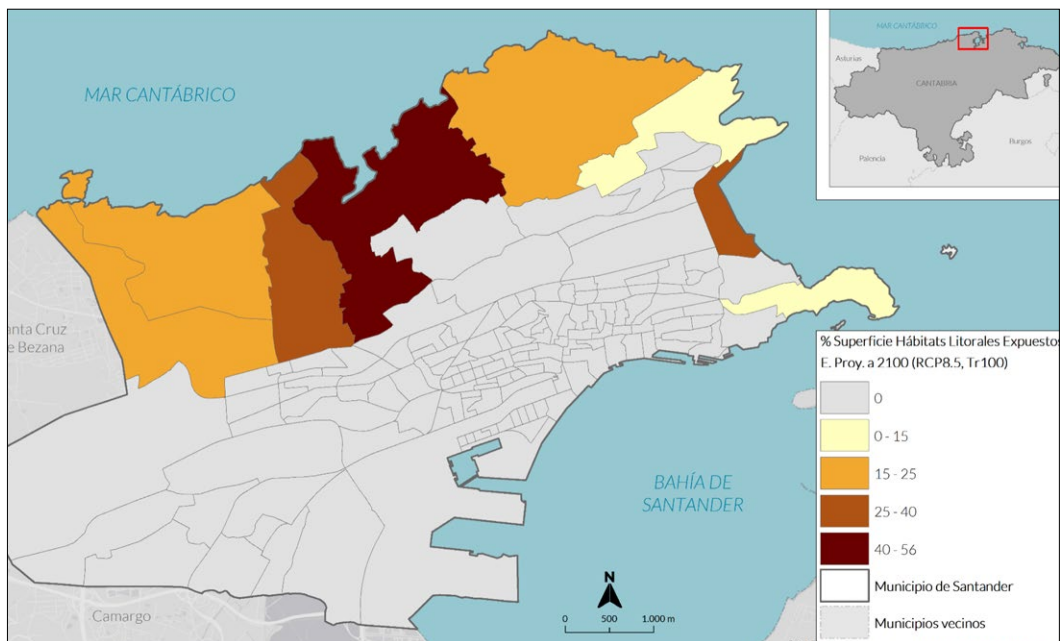 MAR CANTÁBRICO
MAR CANTÁBRICO
Asturias
CANTABRIA
Palencia
Burgos
anta Cruz
e Bezana
BAHÍA DE
SANTANDER
Camargo
N
0 500 1.000 m
% Superficie Hábitats Litorales Expuestos
E. Proy. a 2100 (RCP8.5, Tr100)
0
0 - 15
15 - 25
25 - 40
40 - 56
Municipio de Santander
Municipios vecinos